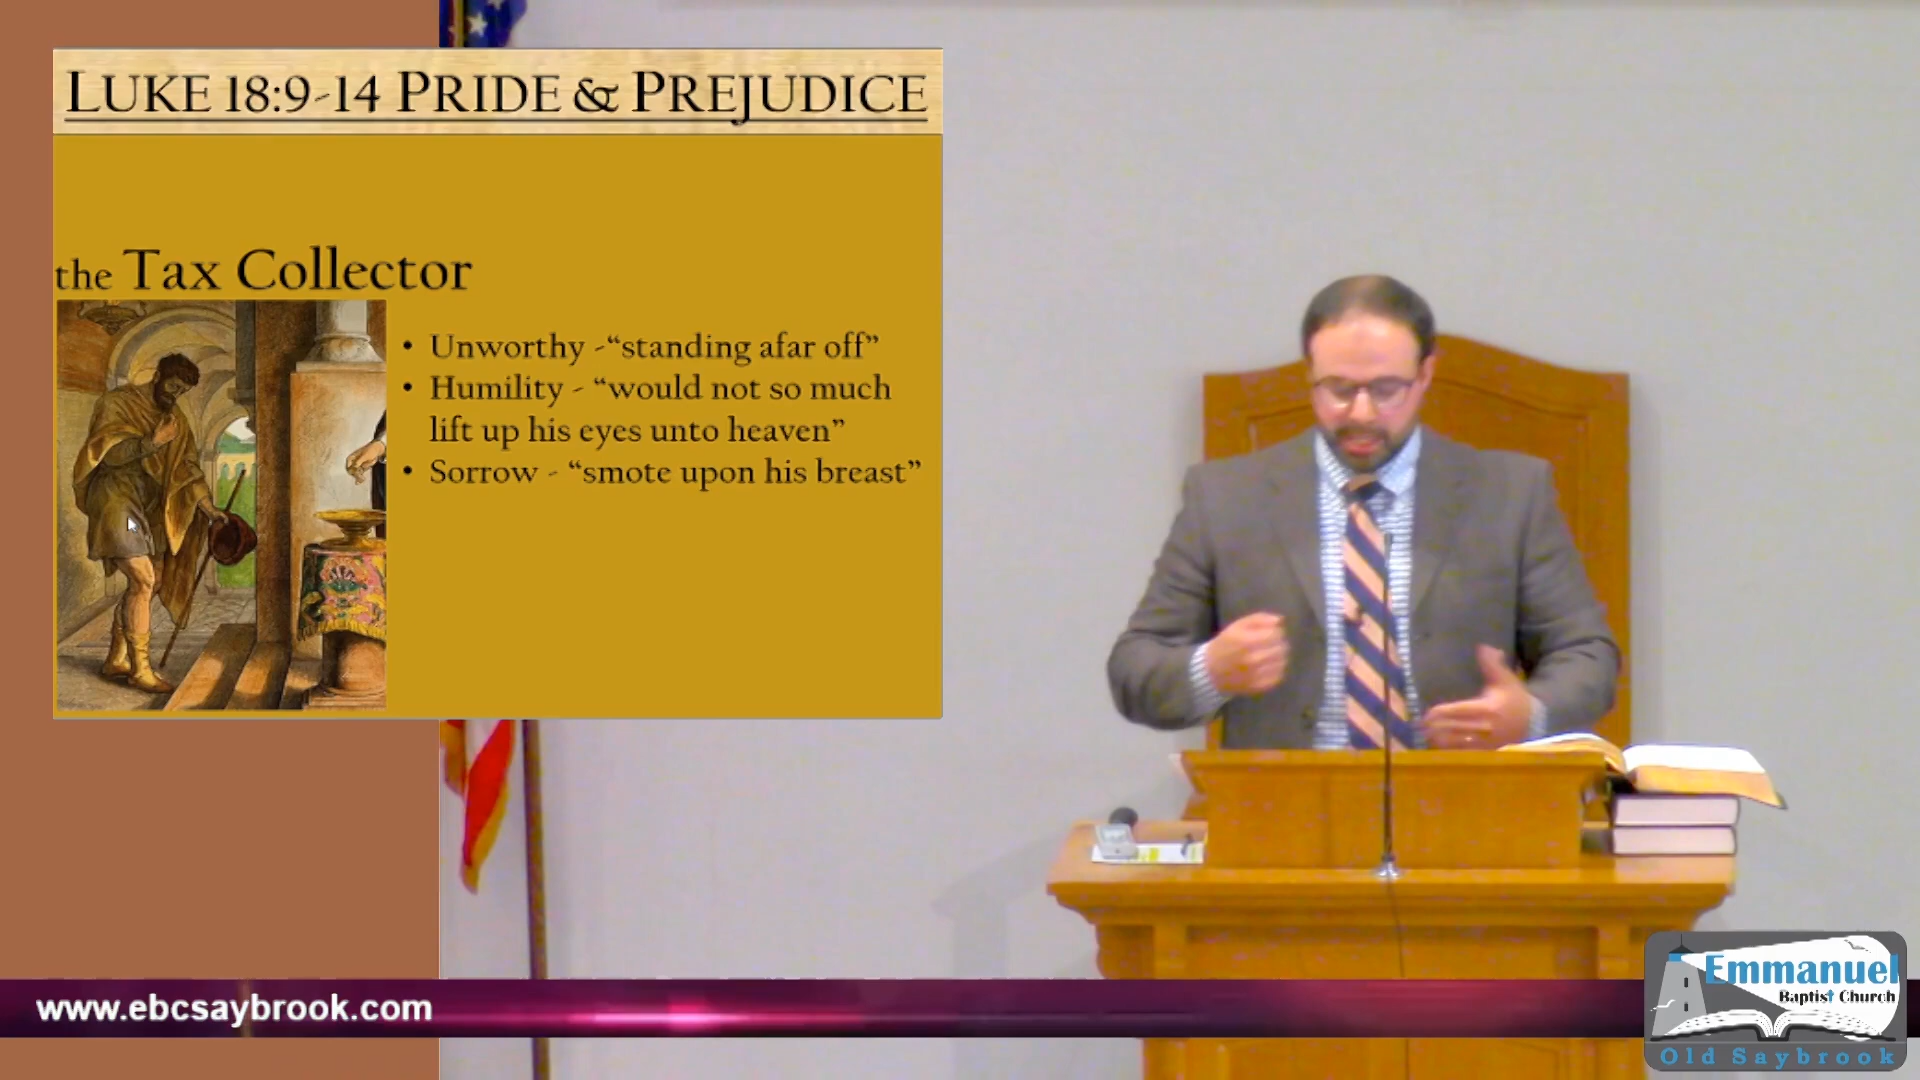 LUKE 18:9-14 PRIDE & PREJUDICE
the Tax Collector
• Unworthy -“standing afar off”
• Humility - “would not so much
lift up his eyes unto heaven”
• Sorrow - “smote upon his breast”
www.ebcsaybrook.com
Emmanuel
Baptist Church
Old Saybrook